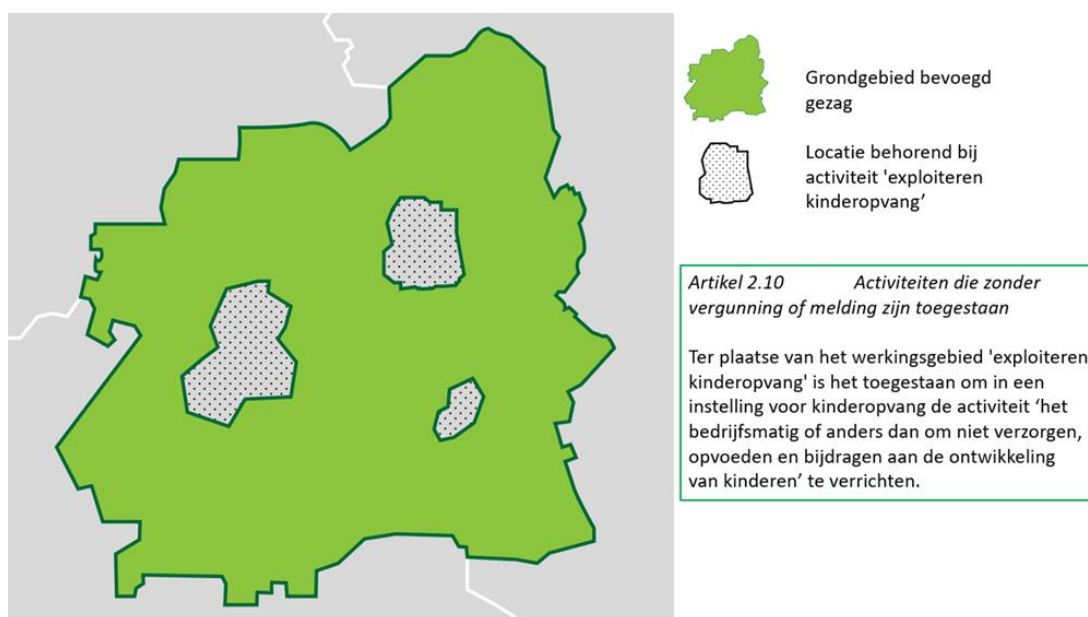 Grondgebied bevoegd
gezag
Locatie behorend bij
activiteit 'exploiteren
kinderopvang’
Artikel 2.10 Activiteiten die zonder
vergunning of melding zijn toegestaan
Ter plaatse van het werkingsgebied 'exploiteren
kinderopvang' is het toegestaan om in een
instelling voor kinderopvang de activiteit ‘het
bedrijfsmatig of anders dan om niet verzorgen,
opvoeden en bijdragen aan de ontwikkeling
van kinderen’ te verrichten.